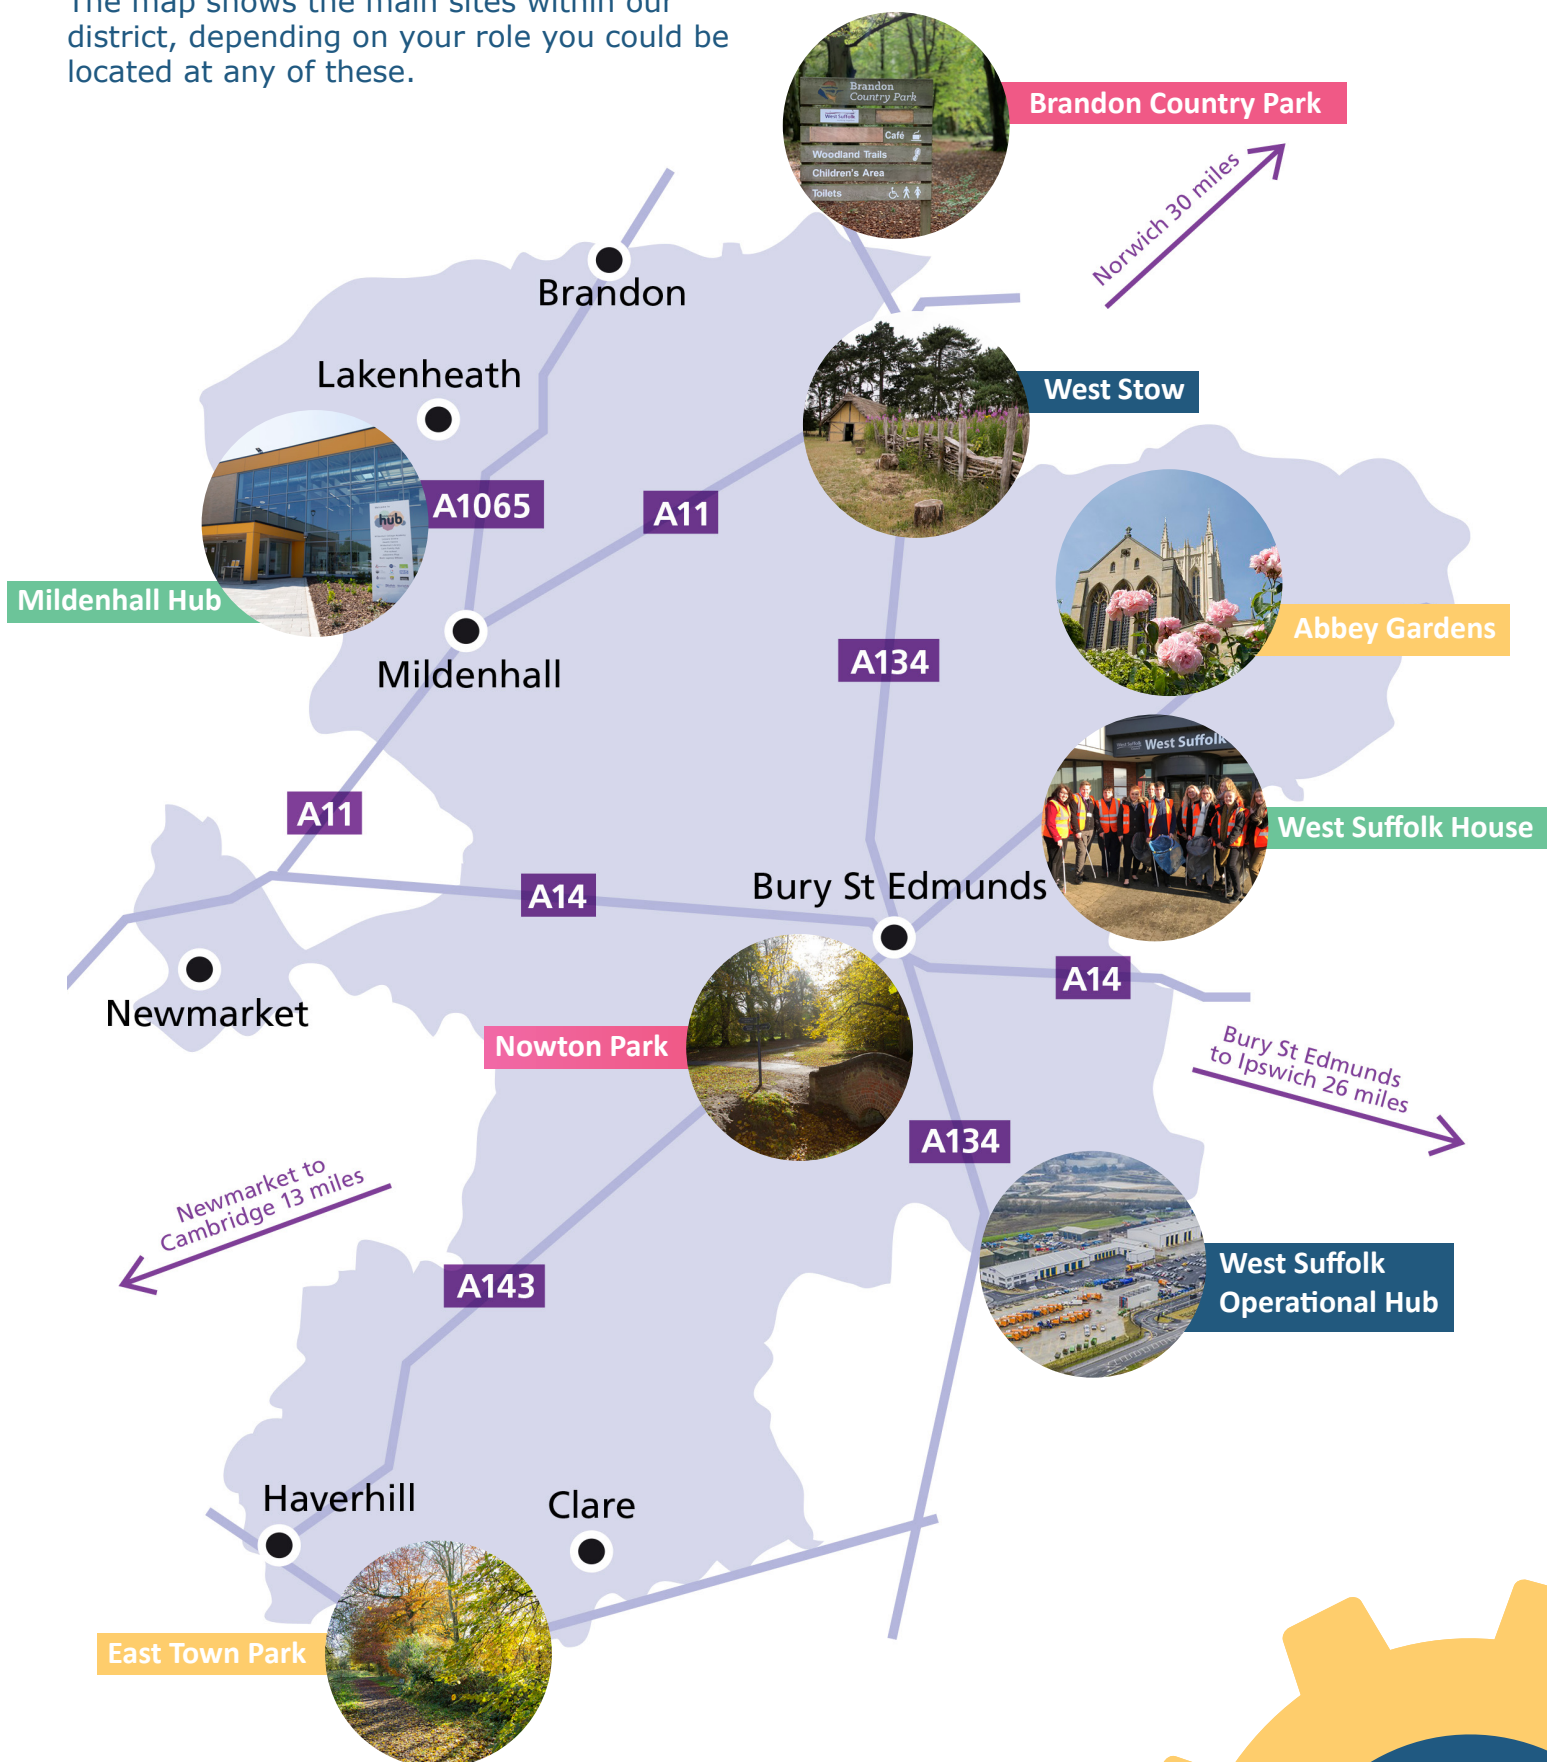 The map shows the main sites within our
district, depending on your role you could be
located at any of these.
Brandon
Country Park
West Suffolk
Café
Woodland Trails
Children's Area
Toilets
Brandon Country Park
Norwich 30 miles
Brandon
Lakenheath
West Stow
A1065
A11
hub
Mildenhall Hub
Abbey Gardens
A134
Mildenhall
West Suffolk
A11
West Suffolk House
Bury St Edmunds
A14
A14
Newmarket
Nowton Park
Bury St Edmunds
to Ipswich 26 miles
A134
Newmarket to
Cambridge 13 miles
A143
West Suffolk
Operational Hub
Haverhill
Clare
East Town Park